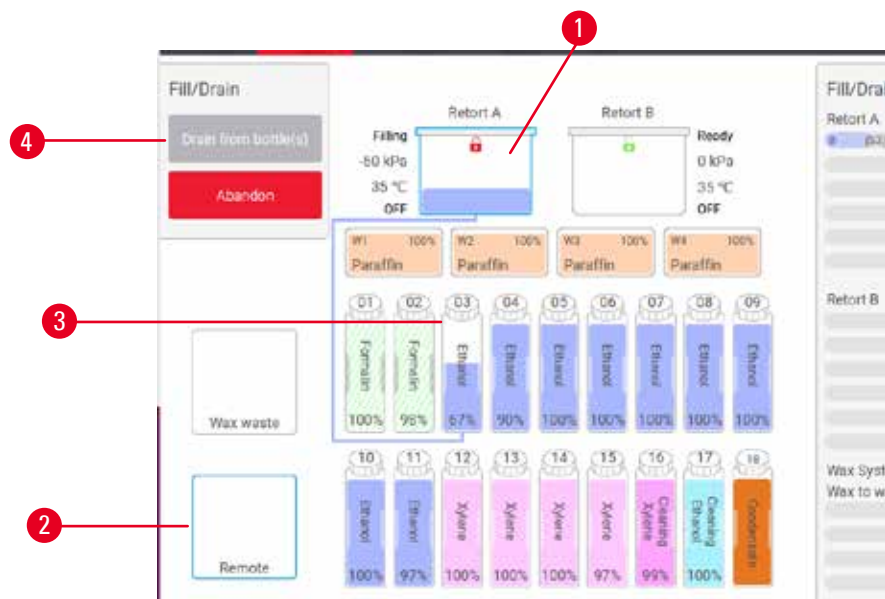 1
Fill/Drain
Drain from bottle(s)
Abandon
4
Retort A
Retort B
Filling
-60 kPa
35 °C
OFF
Ready
0 kPa
35 °C
OFF
W1 100%
Paraffin
W2 100%
Paraffin
W3 100%
Paraffin
W4 100%
Paraffin
3
01 02 03 04 05 06 07 08 09
Formalin Formalin Ethanol Ethanol Ethanol Ethanol Ethanol Ethanol Ethanol
100% 98% 67% 90% 100% 100% 100% 100% 100%
Wax waste
10 11 12 13 14 15 16 17 18
Ethanol Ethanol Xylene Xylene Xylene Xylene Cleaning Xylene Cleaning Ethanol Condensate
100% 97% 100% 100% 100% 97% 99% 100%
2
Remote
Fill/Drai
Retort A
Retort B
Wax Syst
Wax to w